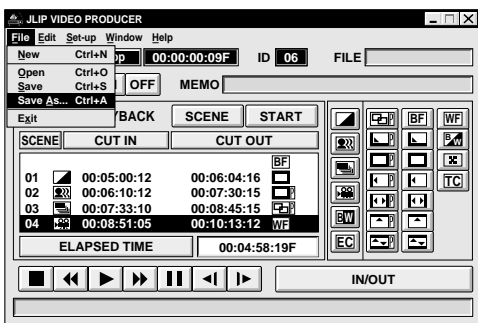 JLIP VIDEO PRODUCER
File Edit Set-up Window Help
New Ctrl+N
Open Ctrl+O
Save Ctrl+S
Save As... Ctrl+A
Exit
00:00:00:09F ID 06 FILE
OFF MEMO
YBACK SCENE START
SCENE CUT IN CUT OUT
BF
01 00:05:00:12 00:06:04:16
02 00:06:10:12 00:07:30:15 P
03 00:07:33:10 00:08:45:15 P
04 00:08:51:05 00:10:13:12 WF
ELAPSED TIME 00:04:58:19F
P BF WF
P B/W
P
P TC
P
BW P
EC P
IN/OUT